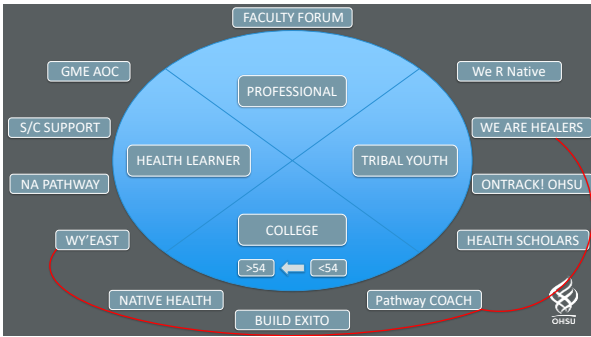 FACULTY FORUM
GME AOC
We R Native
PROFESSIONAL
S/C SUPPORT
WE ARE HEALERS
HEALTH LEARNER
TRIBAL YOUTH
NA PATHWAY
ONTRACK! OHSU
COLLEGE
WY'EAST
HEALTH SCHOLARS
>54
<54
NATIVE HEALTH
Pathway COACH
BUILD EXITO
OHSU